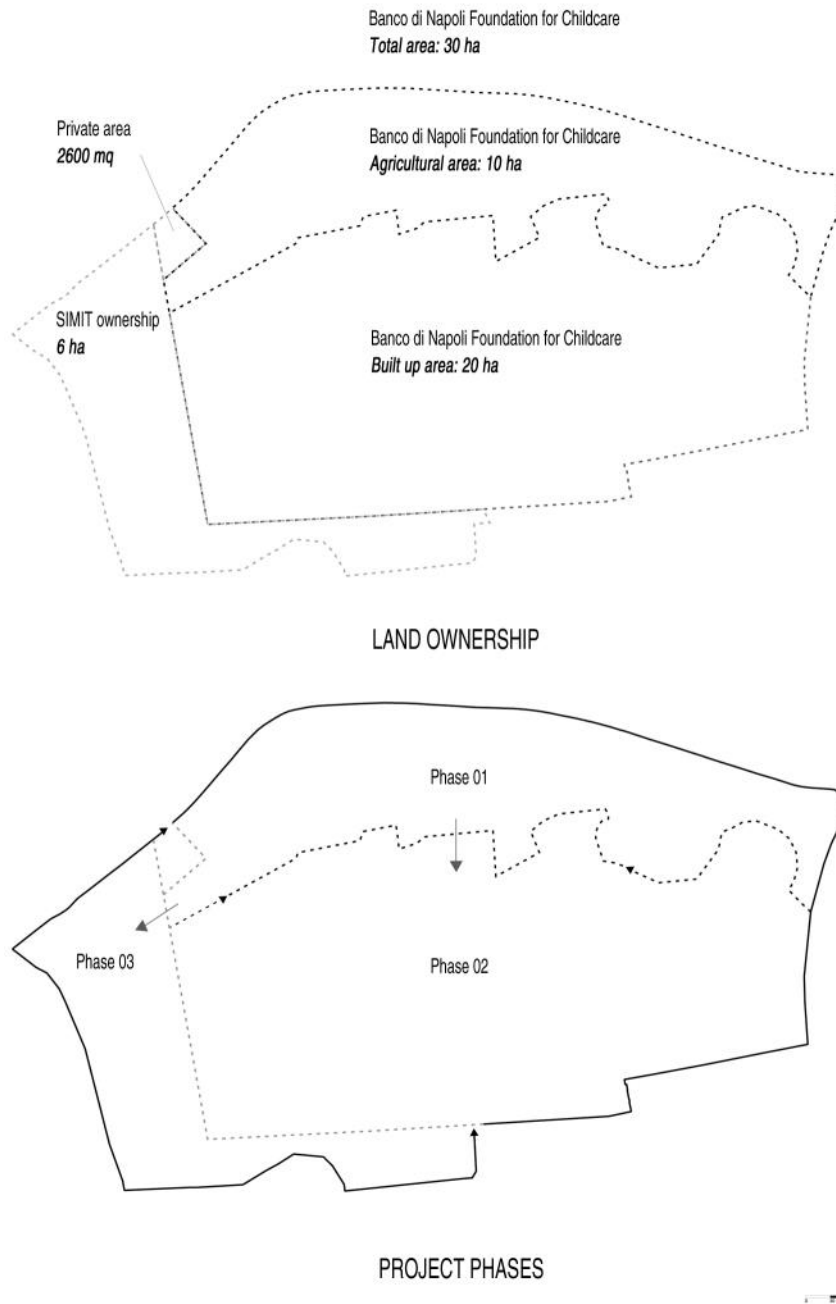 Banco di Napoli Foundation for Childcare
Total area: 30 ha
Private area
2600 mq
Banco di Napoli Foundation for Childcare
Agricultural area: 10 ha
SIMIT ownership
6 ha
Banco di Napoli Foundation for Childcare
Built up area: 20 ha
LAND OWNERSHIP
Phase 01
Phase 03
Phase 02
PROJECT PHASES